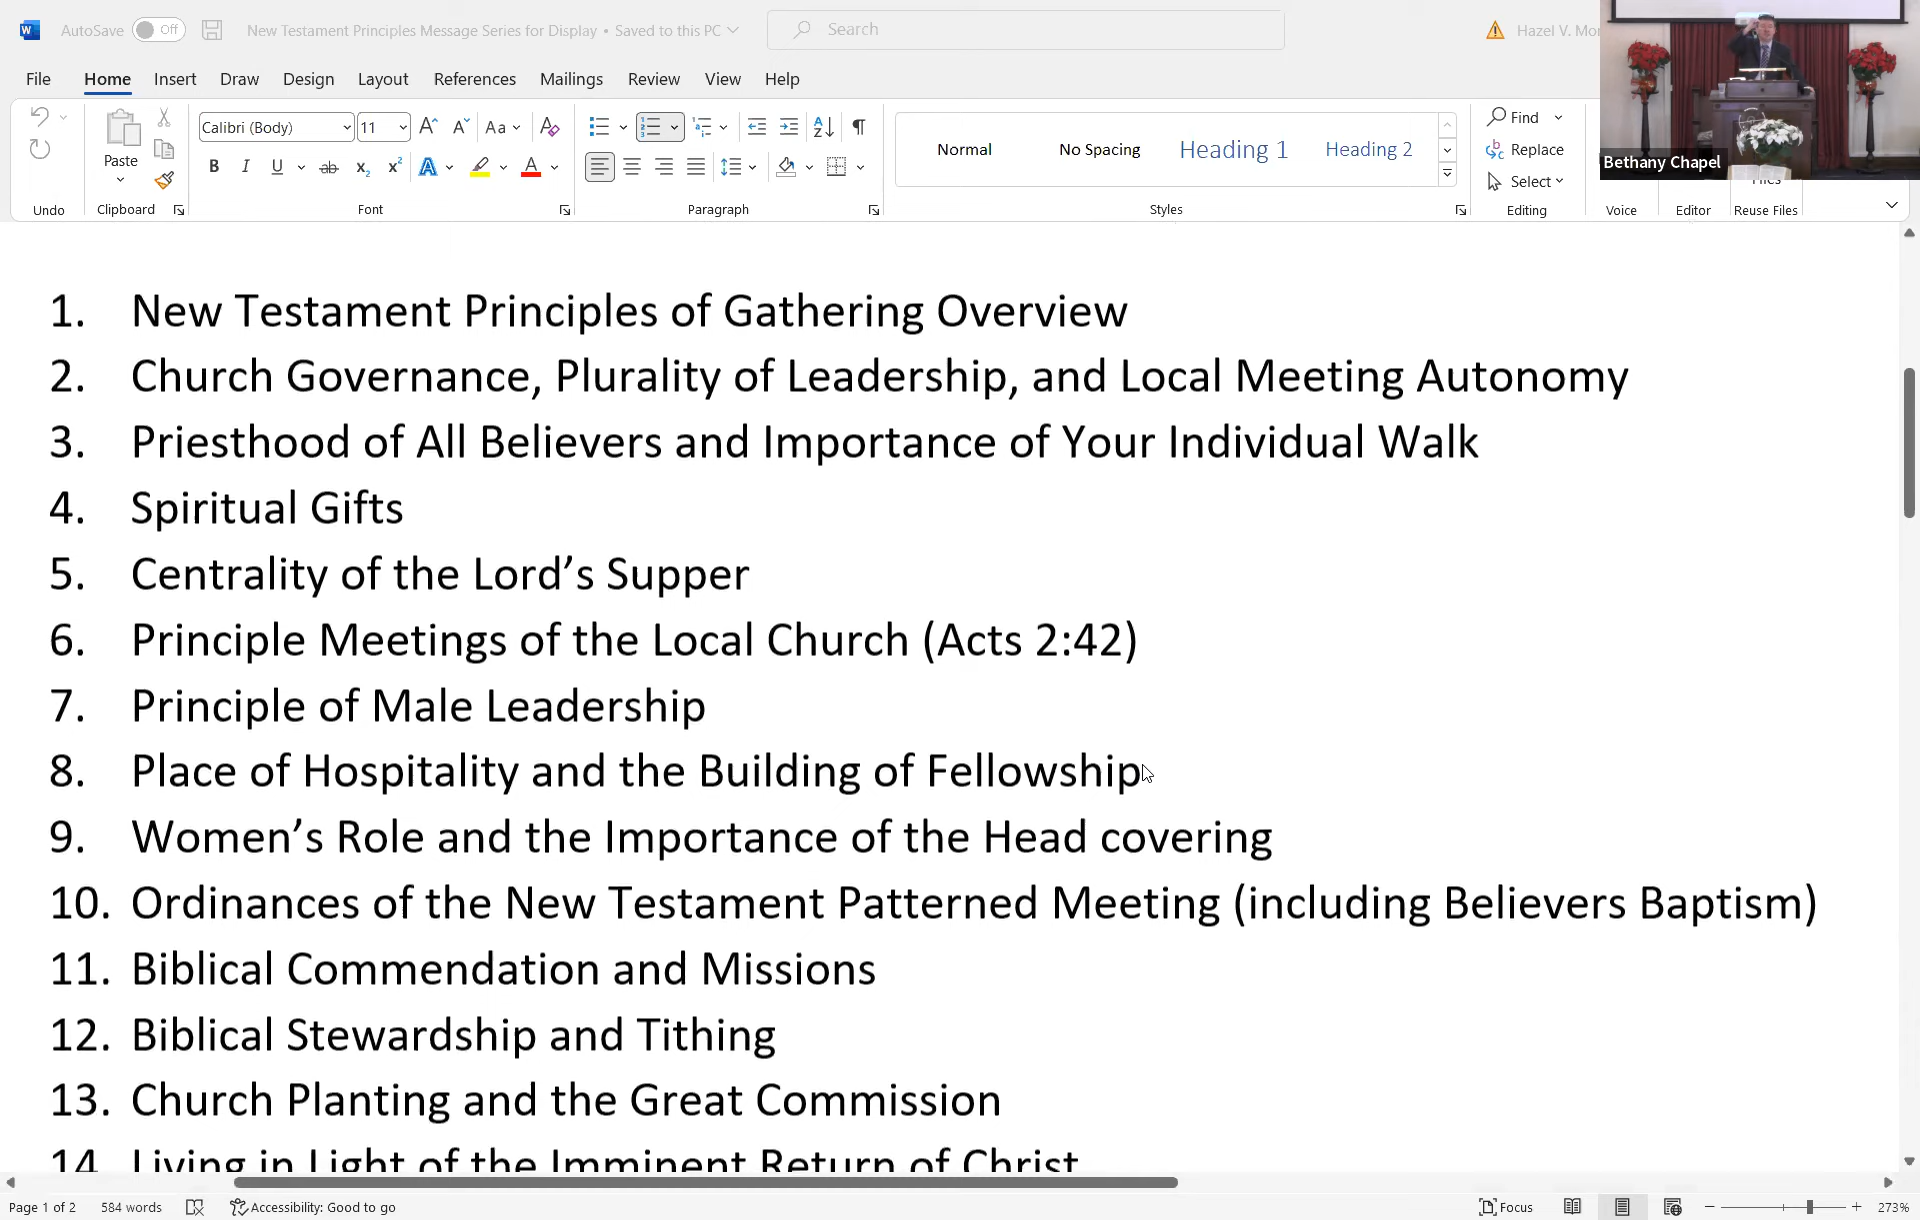 AutoSave Off New Testament Principles Message Series for Display • Saved to this PC Search Hazel V.
File Home Insert Draw Design Layout References Mailings Review View Help
Calibri (Body) 11 Aa Find
Paste Normal No Spacing Heading 1 Heading 2 Replace
B I U ab x2 x2 A A Select
Bethany Chapel
Undo Clipboard Font Paragraph Styles Editing Voice Editor Reuse Files
1. New Testament Principles of Gathering Overview
2. Church Governance, Plurality of Leadership, and Local Meeting Autonomy
3. Priesthood of All Believers and Importance of Your Individual Walk
4. Spiritual Gifts
5. Centrality of the Lord’s Supper
6. Principle Meetings of the Local Church (Acts 2:42)
7. Principle of Male Leadership
8. Place of Hospitality and the Building of Fellowship
9. Women’s Role and the Importance of the Head covering
10. Ordinances of the New Testament Patterned Meeting (including Believers Baptism)
11. Biblical Commendation and Missions
12. Biblical Stewardship and Tithing
13. Church Planting and the Great Commission
14. Living in Light of the Imminent Return of Christ
Page 1 of 2 584 words Accessibility: Good to go Focus 273%